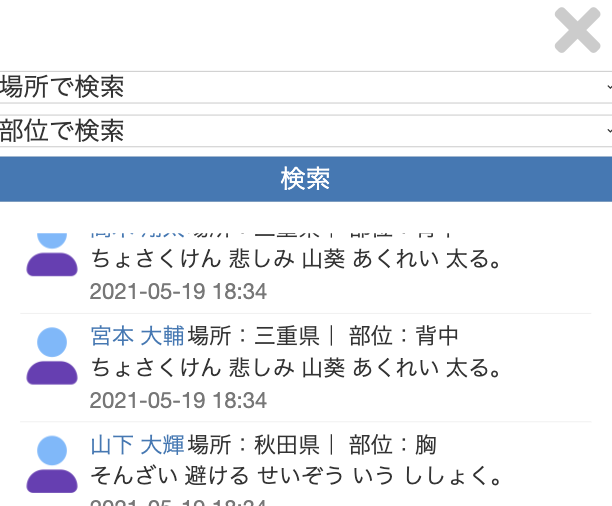 場所で検索
部位で検索
検索
場所：三重県｜ 部位：背中
ちょさくけん 悲しみ 山葵 あくれい 太る。
2021-05-19 18:34
宮本 大輔場所：三重県｜ 部位：背中
ちょさくけん 悲しみ 山葵 あくれい 太る。
2021-05-19 18:34
山下 大輝場所：秋田県｜ 部位：胸
そんざい 避ける せいぞう いう ししょく。
2021-05-19 18:34